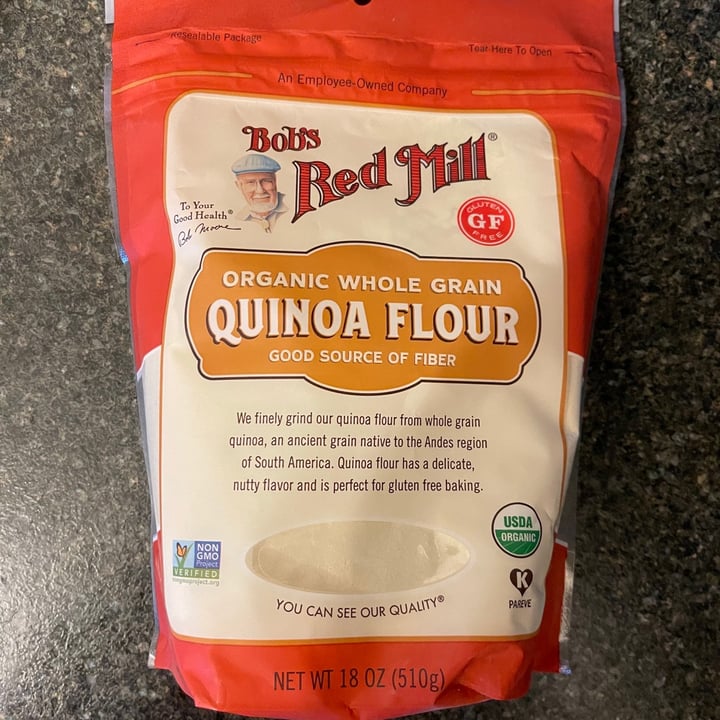 Resealable Package
Tear Here To Open
An Employee-Owned Company
Bob's
Red Mill®
To Your
Good Health®
Bob Moore
GLUTEN
GF
FREE
ORGANIC WHOLE GRAIN
QUINOA FLOUR
GOOD SOURCE OF FIBER
We finely grind our quinoa flour from whole grain
quinoa, an ancient grain native to the Andes region
of South America. Quinoa flour has a delicate,
nutty flavor and is perfect for gluten free baking.
NON
GMO
Project
VERIFIED
nongmoproject.org
USDA
ORGANIC
K
PAREVE
YOU CAN SEE OUR QUALITY®
NET WT 18 OZ (510g)